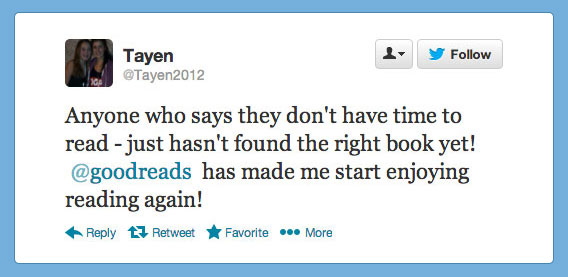 Tayen
@Tayen2012
Follow
Anyone who says they don't have time to
read - just hasn't found the right book yet!
@goodreads has made me start enjoying
reading again!
Reply Retweet Favorite More